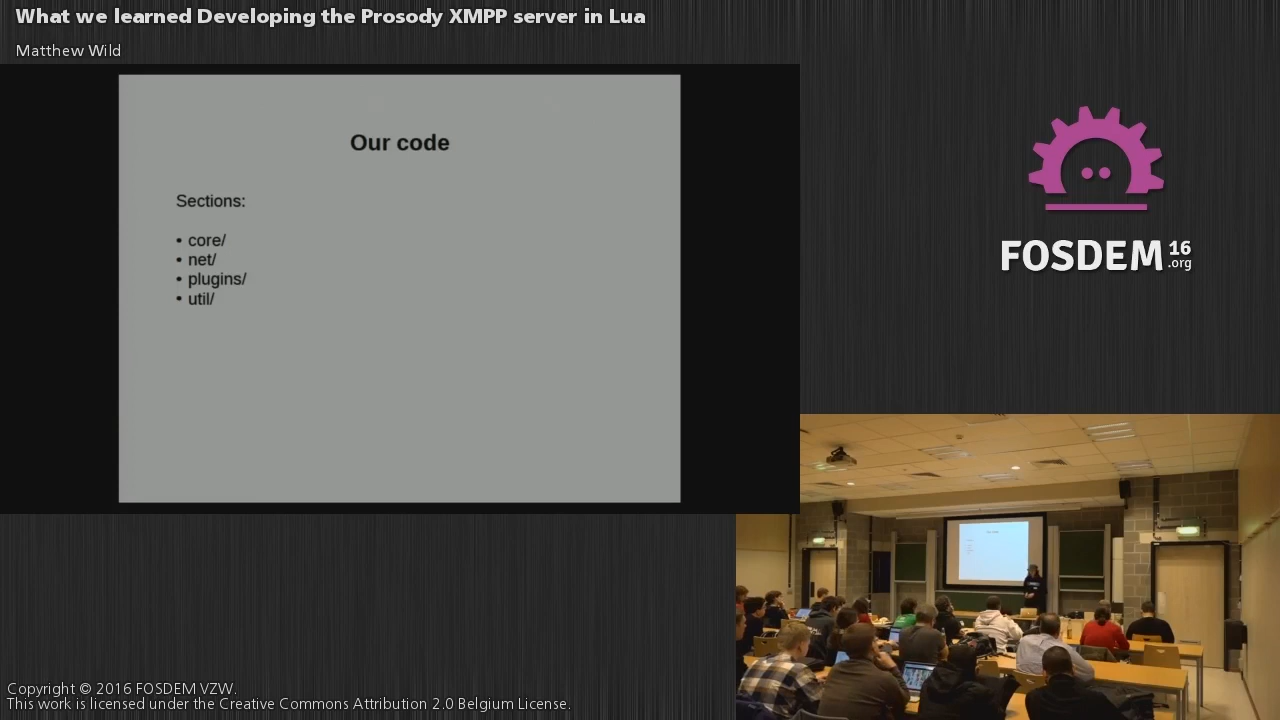 What we learned Developing the Prosody XMPP server in Lua
Matthew Wild
Our code
Sections:
• core/
• net/
• plugins/
• util/
FOSDEM 16
.org
Copyright © 2016 FOSDEM VZW.
This work is licensed under the Creative Commons Attribution 2.0 Belgium License.